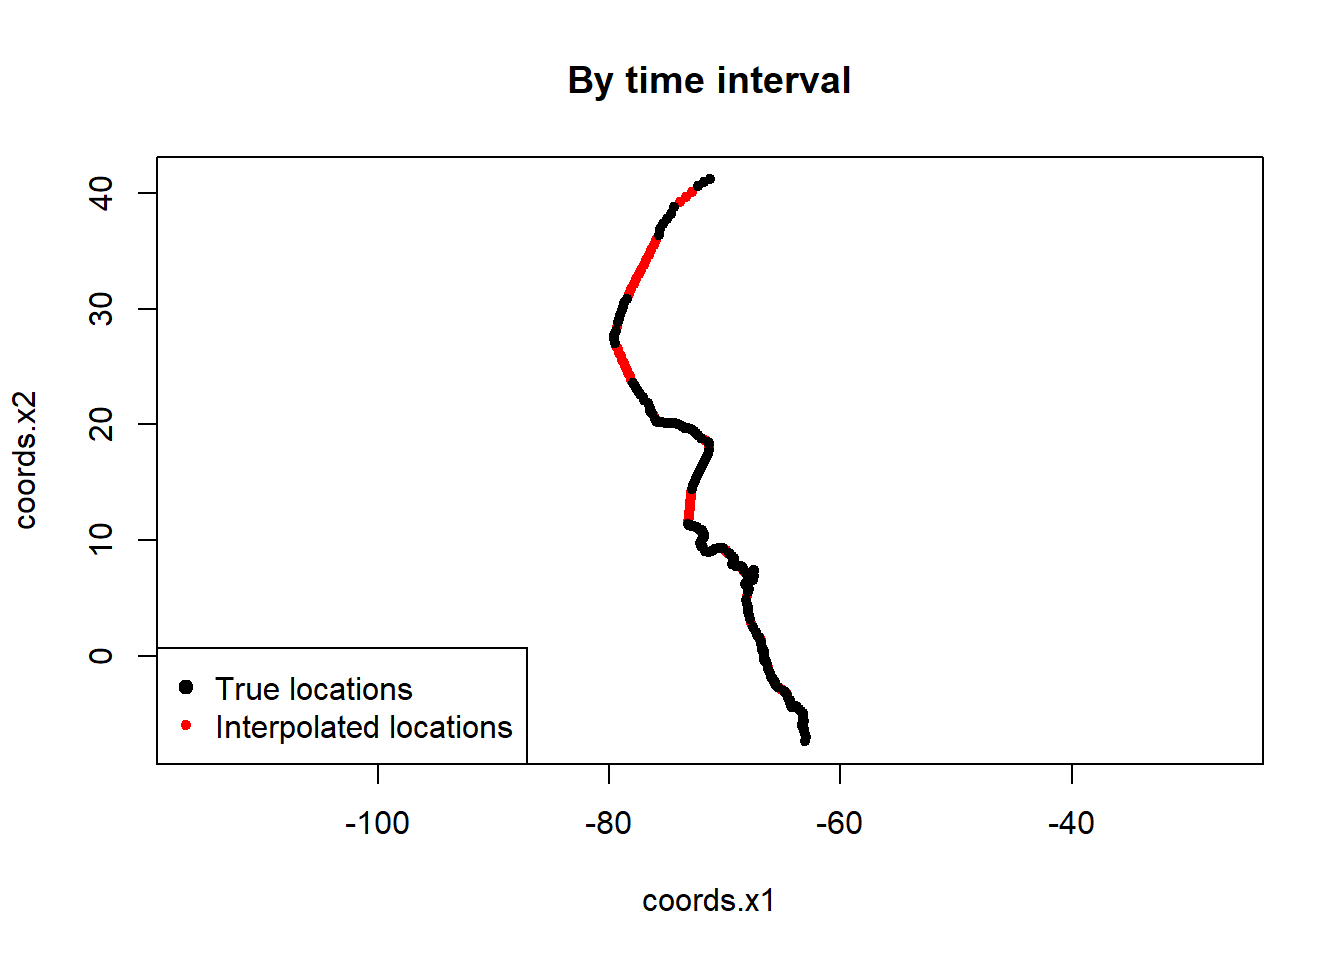 By time interval
coords.x2
40
30
20
10
0
True locations
Interpolated locations
-100 -80 -60 -40
coords.x1